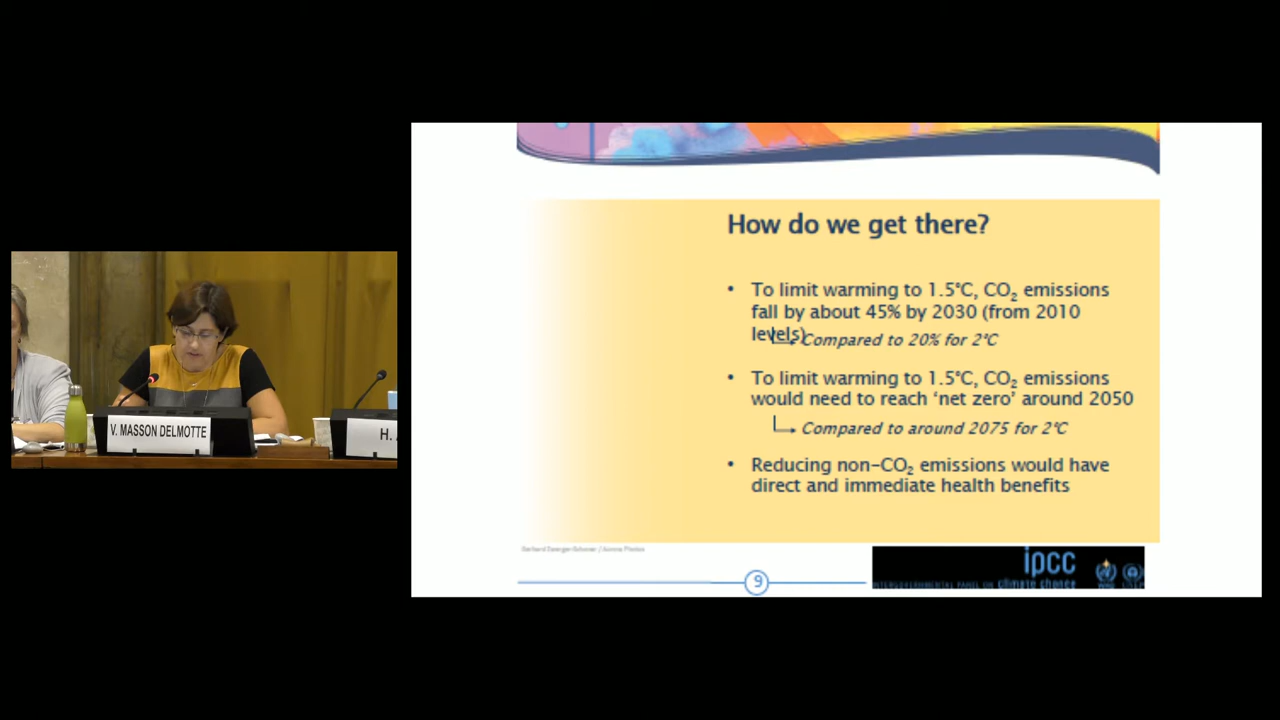 V. MASSON DELMOTTE
H.
How do we get there?
• To limit warming to 1.5°C, CO₂ emissions
fall by about 45% by 2030 (from 2010
levels)
Compared to 20% for 2°C
• To limit warming to 1.5°C, CO₂ emissions
would need to reach ‘net zero’ around 2050
Compared to around 2075 for 2°C
• Reducing non-CO₂ emissions would have
direct and immediate health benefits
9
ipcc
INTERGOVERNMENTAL PANEL ON climate change